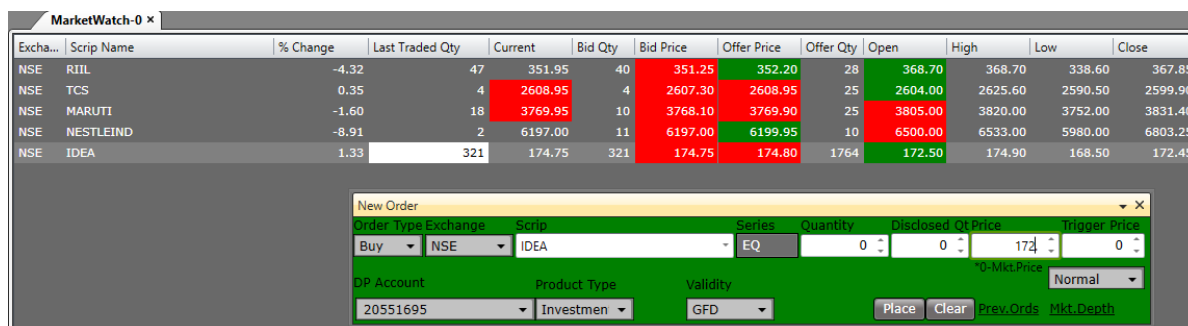 MarketWatch-0 ×
Excha... Scrip Name % Change Last Traded Qty Current Bid Qty Bid Price Offer Price Offer Qty Open High Low Close
NSE RIIL -4.32 47 351.95 40 351.25 352.20 28 368.70 368.70 338.60 367.85
NSE TCS 0.35 4 2608.95 4 2607.30 2608.95 25 2604.00 2625.60 2590.50 2599.90
NSE MARUTI -1.60 18 3769.95 10 3768.10 3769.90 25 3805.00 3820.00 3752.00 3831.40
NSE NESTLEIND -8.91 2 6197.00 11 6197.00 6199.95 10 6500.00 6533.00 5980.00 6803.25
NSE IDEA 1.33 321 174.75 321 174.75 174.80 1764 172.50 174.90 168.50 172.45
New Order
Order Type Exchange Scrip Series Quantity Disclosed Qt Price Trigger Price
Buy NSE IDEA EQ 0 0 172 0
*0-Mkt.Price
Normal
DP Account Product Type Validity
20551695 Investmen GFD Place Clear Prev.Ords Mkt.Depth